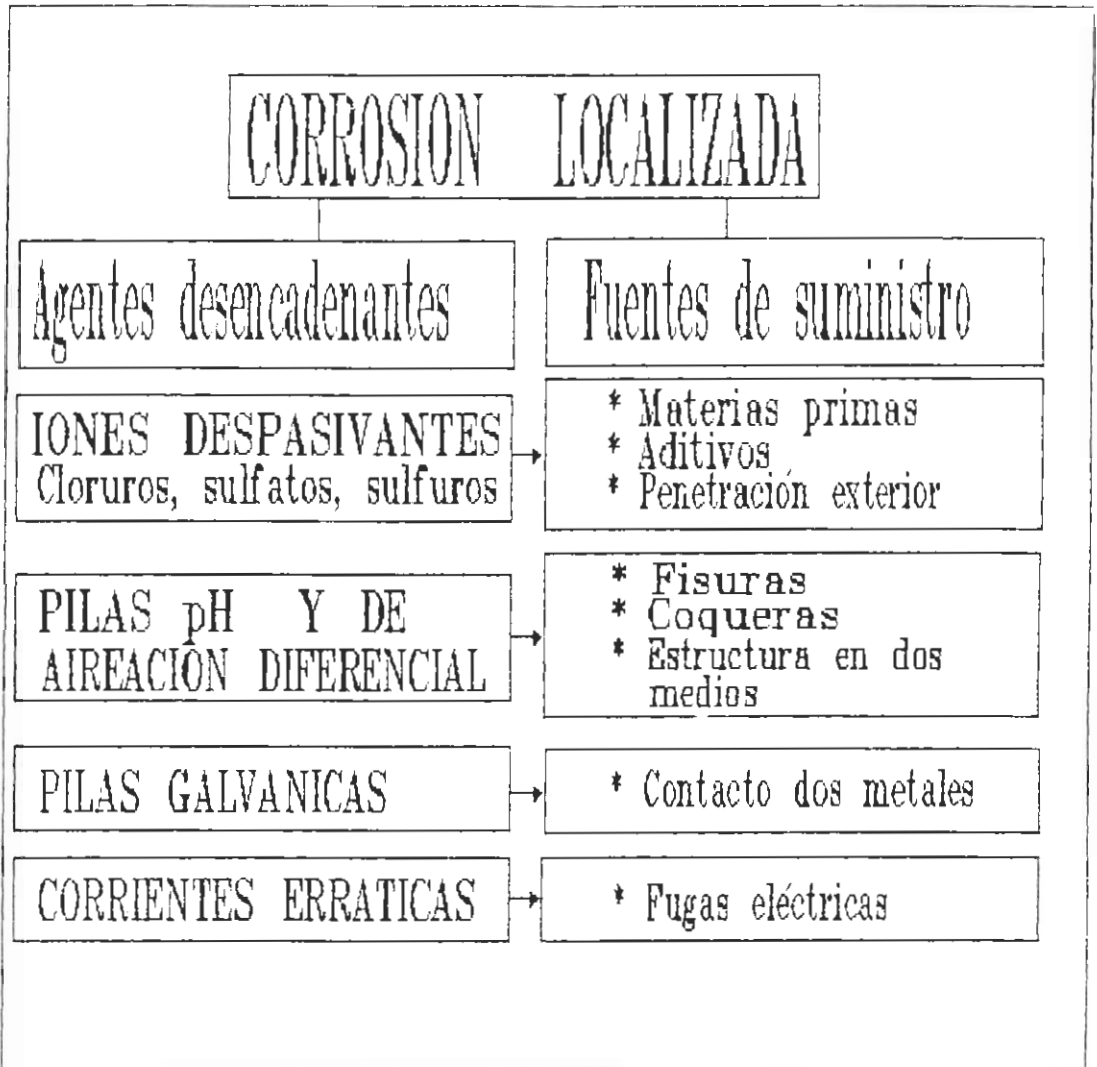 CORROSION LOCALIZADA
Agentes desencadenantes
Fuentes de suministro
IONES DESPASIVANTES
Cloruros, sulfatos, sulfuros
* Materias primas
* Aditivos
* Penetración exterior
PILAS pH Y DE
AIREACIÓN DIFERENCIAL
* Fisuras
* Coqueras
* Estructura en dos
medios
PILAS GALVANICAS
* Contacto dos metales
CORRIENTES ERRATICAS
* Fugas eléctricas